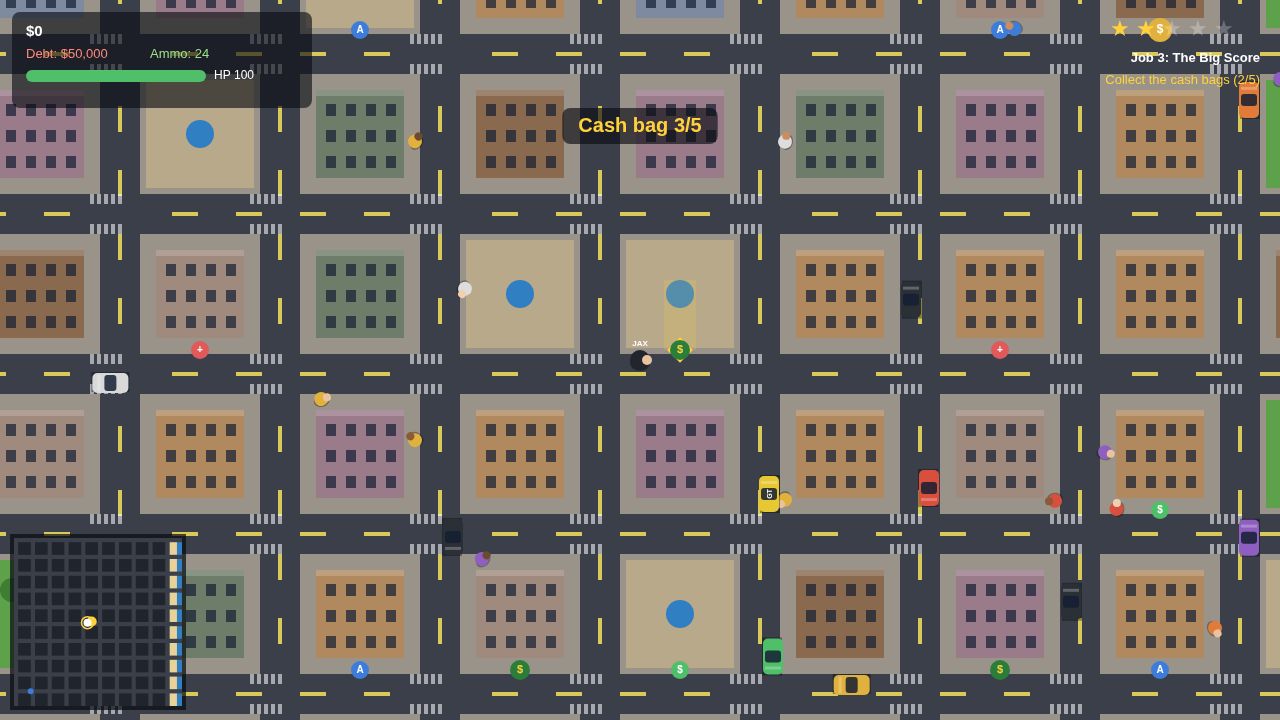 $0
Debt: $50,000 Ammo: 24
HP 100
A
A
$
Job 3: The Big Score
Collect the cash bags (2/5)
Cash bag 3/5
JAX
$
+
+
GT
$
A
$
$
$
A